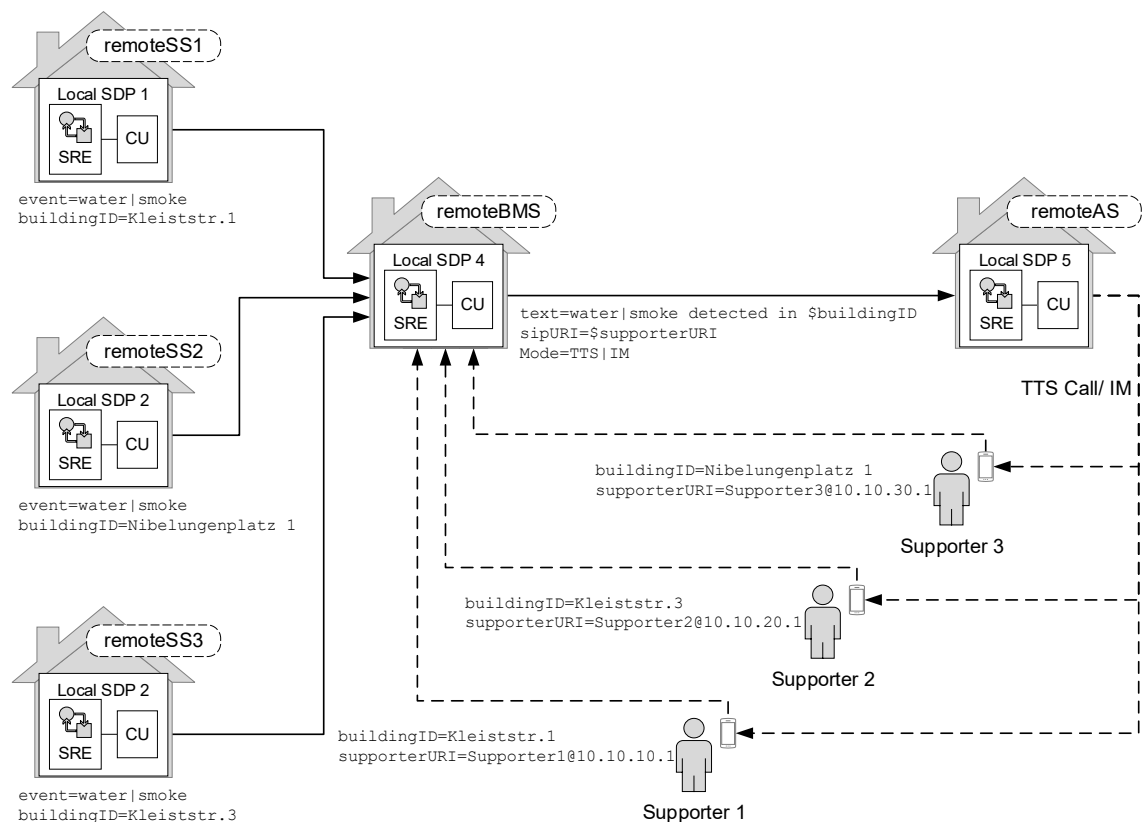 remoteSS1
Local SDP 1
SRE
CU
event=water|smoke
buildingID=Kleiststr.1
remoteSS2
Local SDP 2
SRE
CU
event=water|smoke
buildingID=Nibelungenplatz 1
remoteSS3
Local SDP 2
SRE
CU
event=water|smoke
buildingID=Kleiststr.3
remoteBMS
Local SDP 4
SRE
CU
text=water|smoke detected in $buildingID
sipURI=$supporterURI
Mode=TTS|IM
remoteAS
Local SDP 5
SRE
CU
TTS Call/ IM
buildingID=Nibelungenplatz 1
supporterURI=Supporter3@10.10.30.1
Supporter 3
buildingID=Kleiststr.3
supporterURI=Supporter2@10.10.20.1
Supporter 2
buildingID=Kleiststr.1
supporterURI=Supporter1@10.10.10.1
Supporter 1